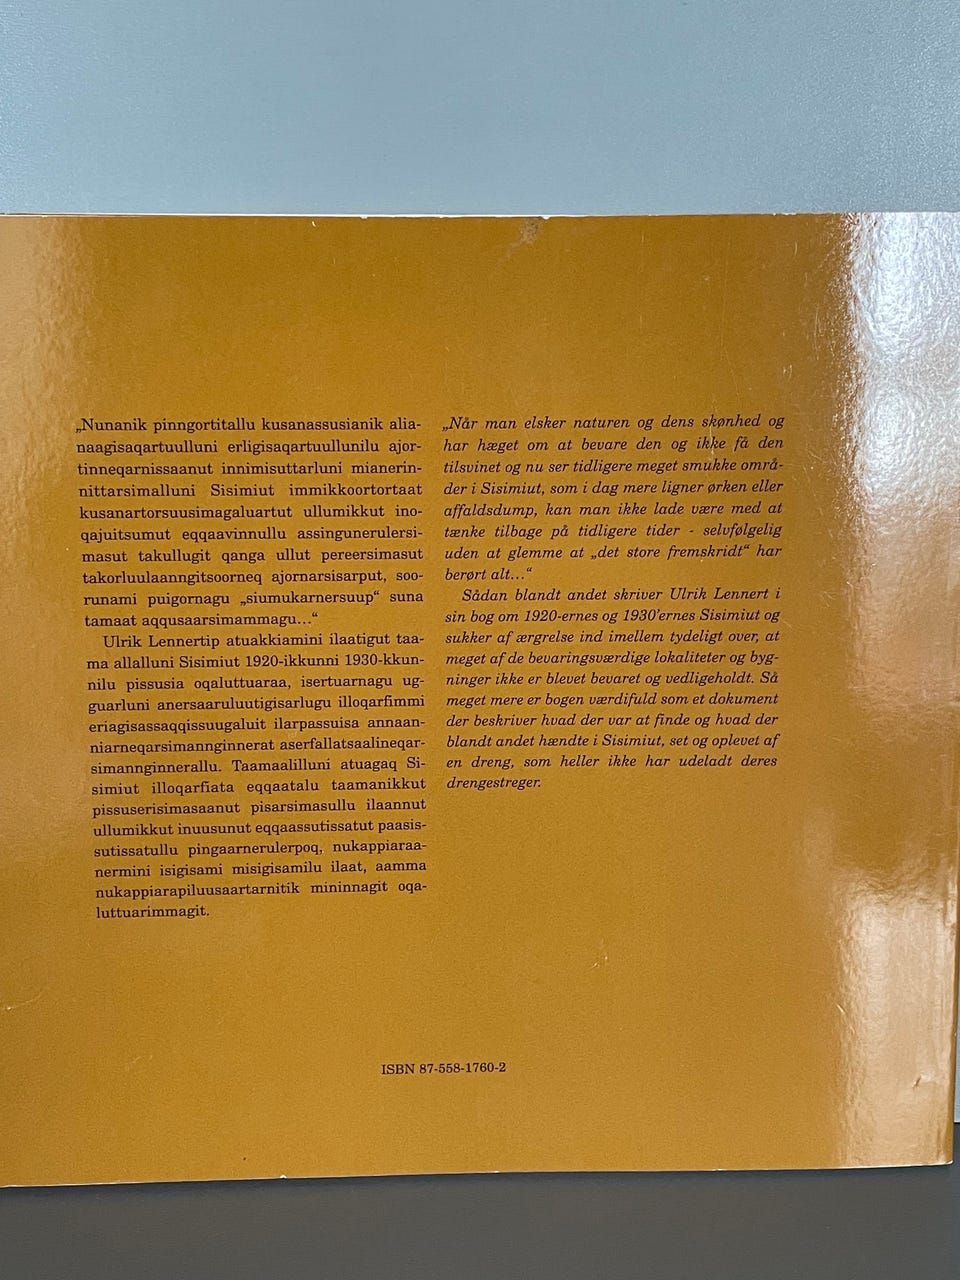 „Nunanik pinngortitallu kusanassusianik alia-
naagisaqartuulluni erligisaqartuullunilu ajor-
tinneqarnissaanut innimisuttarluni mianerin-
nittarsimalluni Sisimiut immikkoortortaat
kusanartorsuusimagaluartut ullumikkut ino-
qajuitsumut eqqaavinnullu assingunerulersi-
masut takullugit qanga ullut pereersimasut
takorluulaanngitsoorneq ajornarsisarput, soo-
runami puigornagu „siumukarnersuup“ suna
tamaat aqqusaarsimammagu...“
Ulrik Lennertip atuakkiamini ilaatigut taa-
ma allalluni Sisimiut 1920-ikkunni 1930-kkun-
nilu pissusia oqaluttuaraa, isertuarnagu ug-
guarluni anersaaruluutigisarlugu illoqarfimmi
eriagisassaqqissuugaluit ilarpassuisa annaan-
niarneqarsimannginnerat aserfallatsaalineqar-
simannginnerallu. Taamaalilluni atuagaq Si-
simiut illoqarfiata eqqaatalu taamanikkut
pissuserisimasaanut pisarsimasullu ilaannut
ullumikkut inuusunut eqqaassutissatut paasis-
sutissatullu pingaarnerulerpoq, nukappiaraa-
nermini isigisami misigisamilu ilaat, aamma
nukappiarapiluusaartarnitik mininnagit oqa-
luttuarimmagit.
„Når man elsker naturen og dens skønhed og
har hæget om at bevare den og ikke få den
tilsvinet og nu ser tidligere meget smukke områ-
der i Sisimiut, som i dag mere ligner ørken eller
affaldsdump, kan man ikke lade være med at
tænke tilbage på tidligere tider - selvfølgelig
uden at glemme at „det store fremskridt“ har
berørt alt...“
Sådan blandt andet skriver Ulrik Lennert i
sin bog om 1920-ernes og 1930'ernes Sisimiut og
sukker af ærgrelse ind imellem tydeligt over, at
meget af de bevaringsværdige lokaliteter og byg-
ninger ikke er blevet bevaret og vedligeholdt. Så
meget mere er bogen værdifuld som et dokument
der beskriver hvad der var at finde og hvad der
blandt andet hændte i Sisimiut, set og oplevet af
en dreng, som heller ikke har udeladt deres
drengestreger.
ISBN 87-558-1760-2